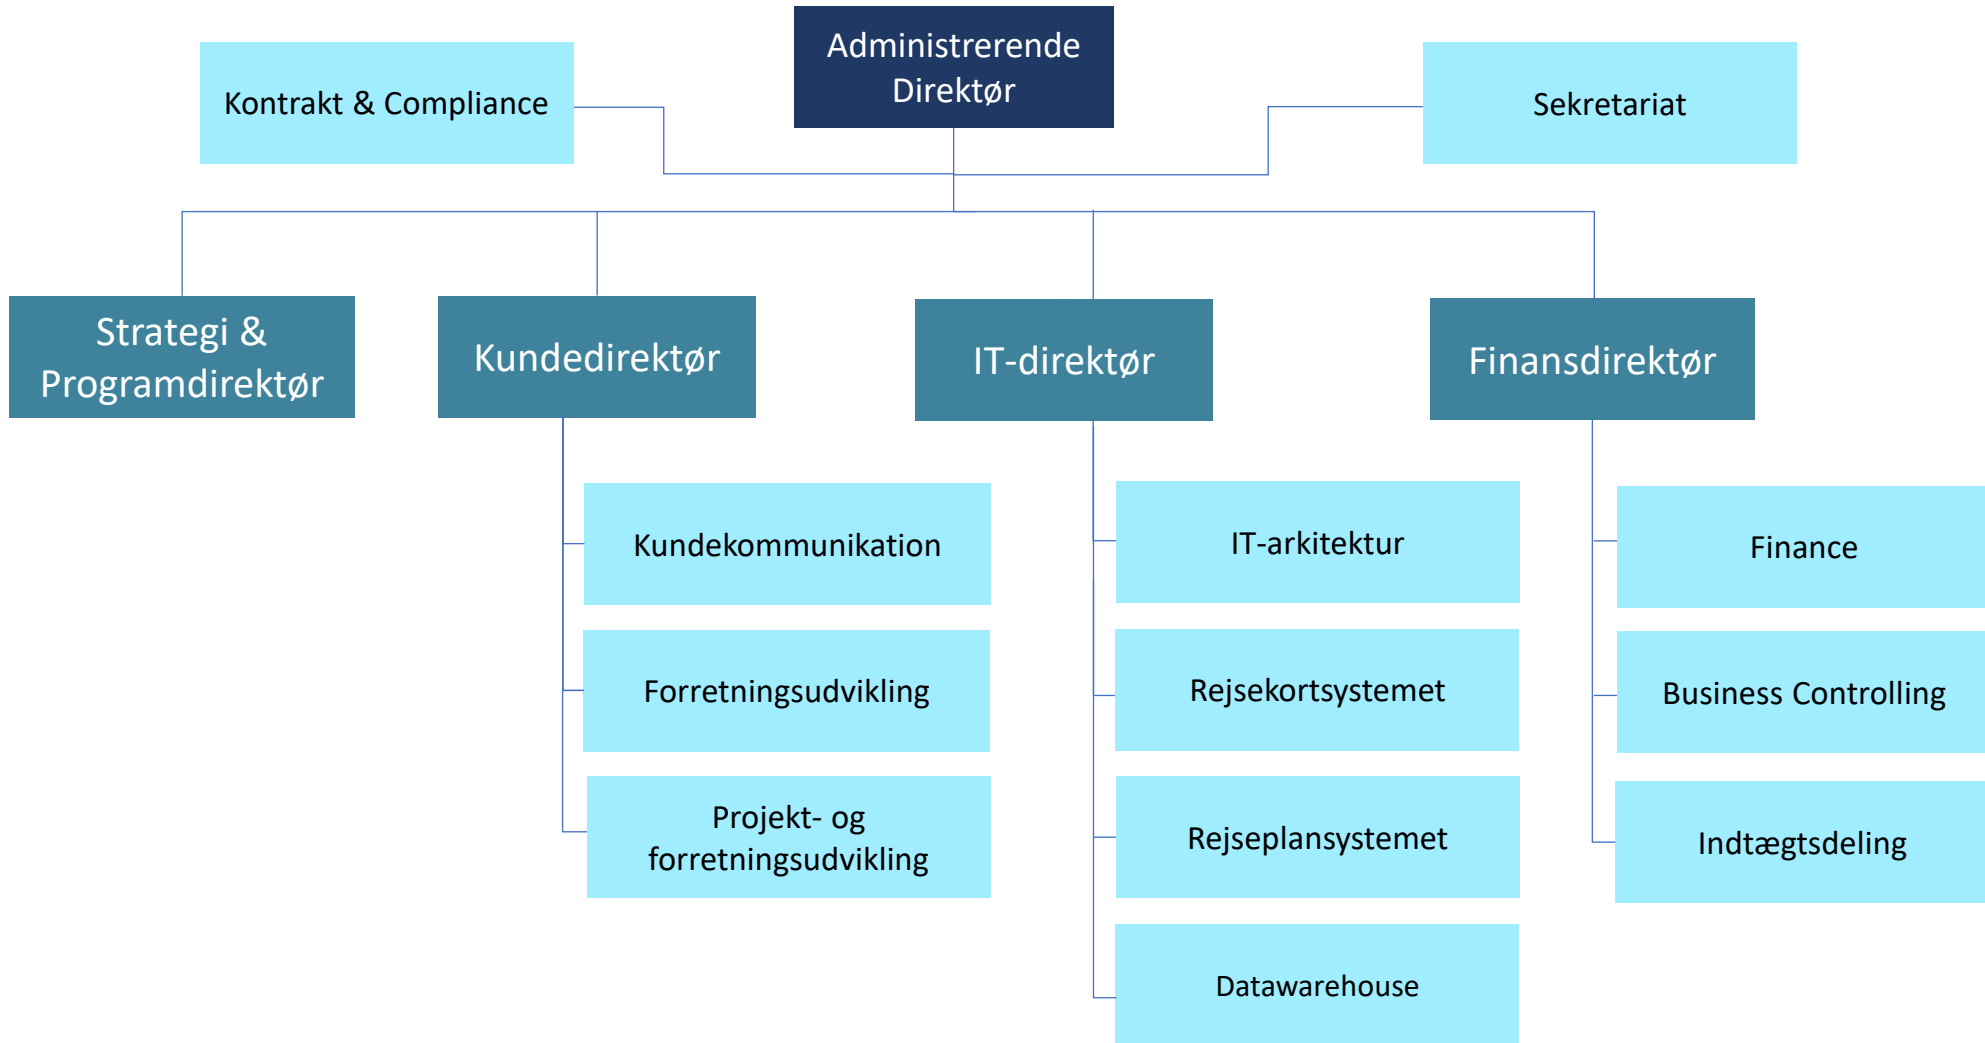 Administrerende
Direktør
Kontrakt & Compliance
Sekretariat
Strategi &
Programdirektør
Kundedirektør
IT-direktør
Finansdirektør
Kundekommunikation
IT-arkitektur
Finance
Forretningsudvikling
Rejsekortsystemet
Business Controlling
Projekt- og
forretningsudvikling
Rejseplansystemet
Indtægtsdeling
Datawarehouse